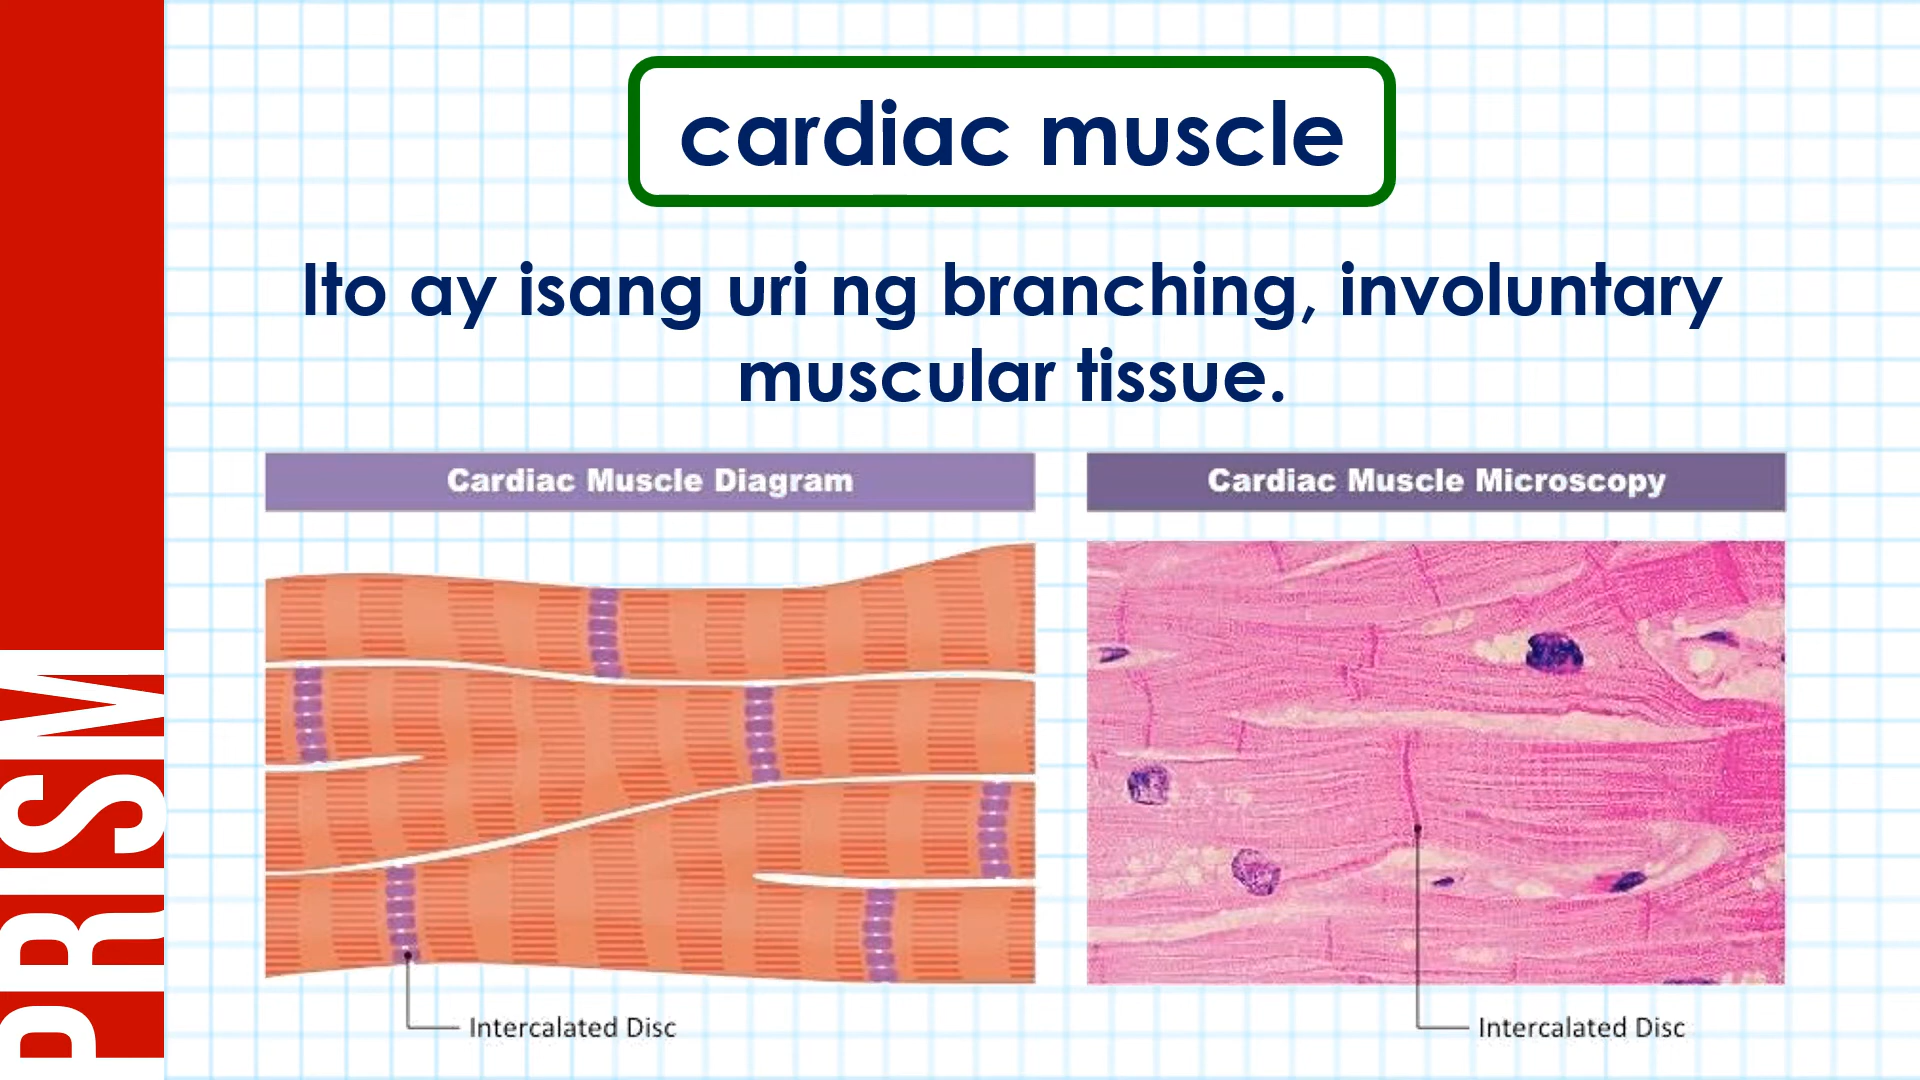 cardiac muscle
Ito ay isang uri ng branching, involuntary
muscular tissue.
Cardiac Muscle Diagram
Cardiac Muscle Microscopy
Intercalated Disc
Intercalated Disc
PRISM